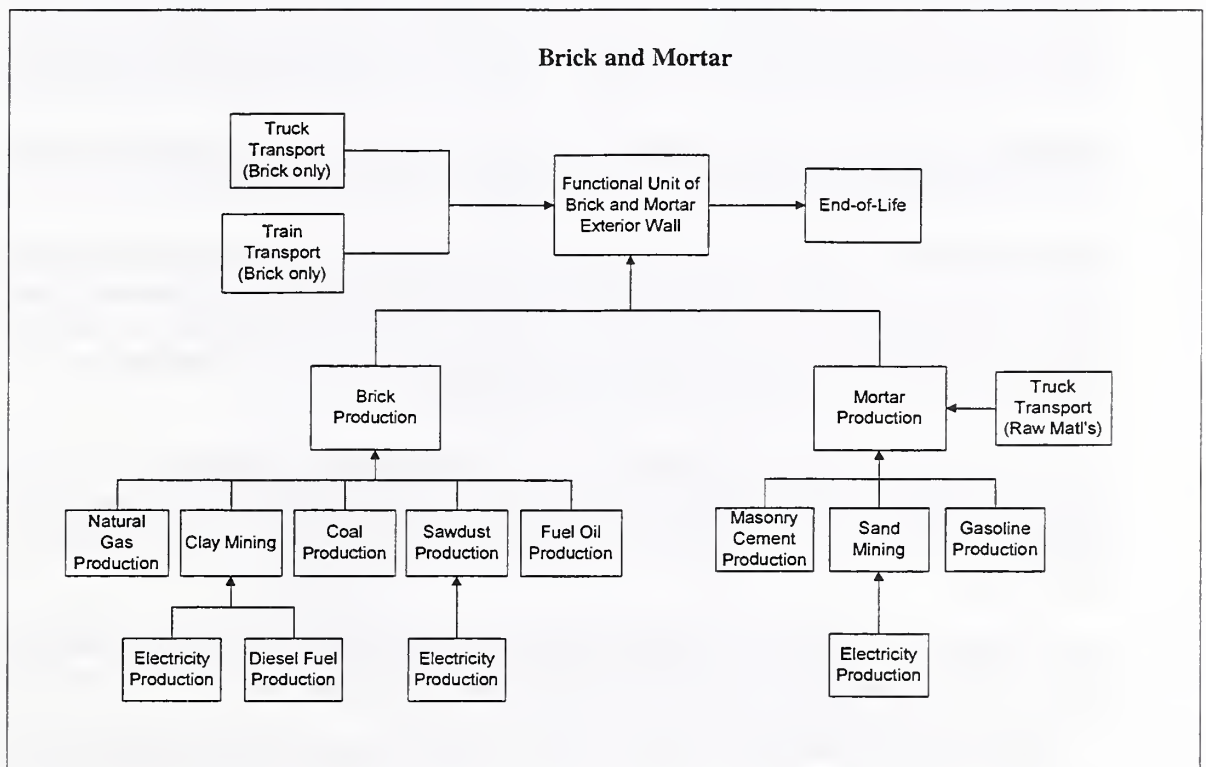 Brick and Mortar
Truck
Transport
(Brick only)
Functional Unit of
Brick and Mortar
Exterior Wall
End-of-Life
Train
Transport
(Brick only)
Brick
Production
Mortar
Production
Truck
Transport
(Raw Matl's)
Natural
Gas
Production
Clay Mining
Coal
Production
Sawdust
Production
Fuel Oil
Production
Masonry
Cement
Production
Sand
Mining
Gasoline
Production
Electricity
Production
Diesel Fuel
Production
Electricity
Production
Electricity
Production